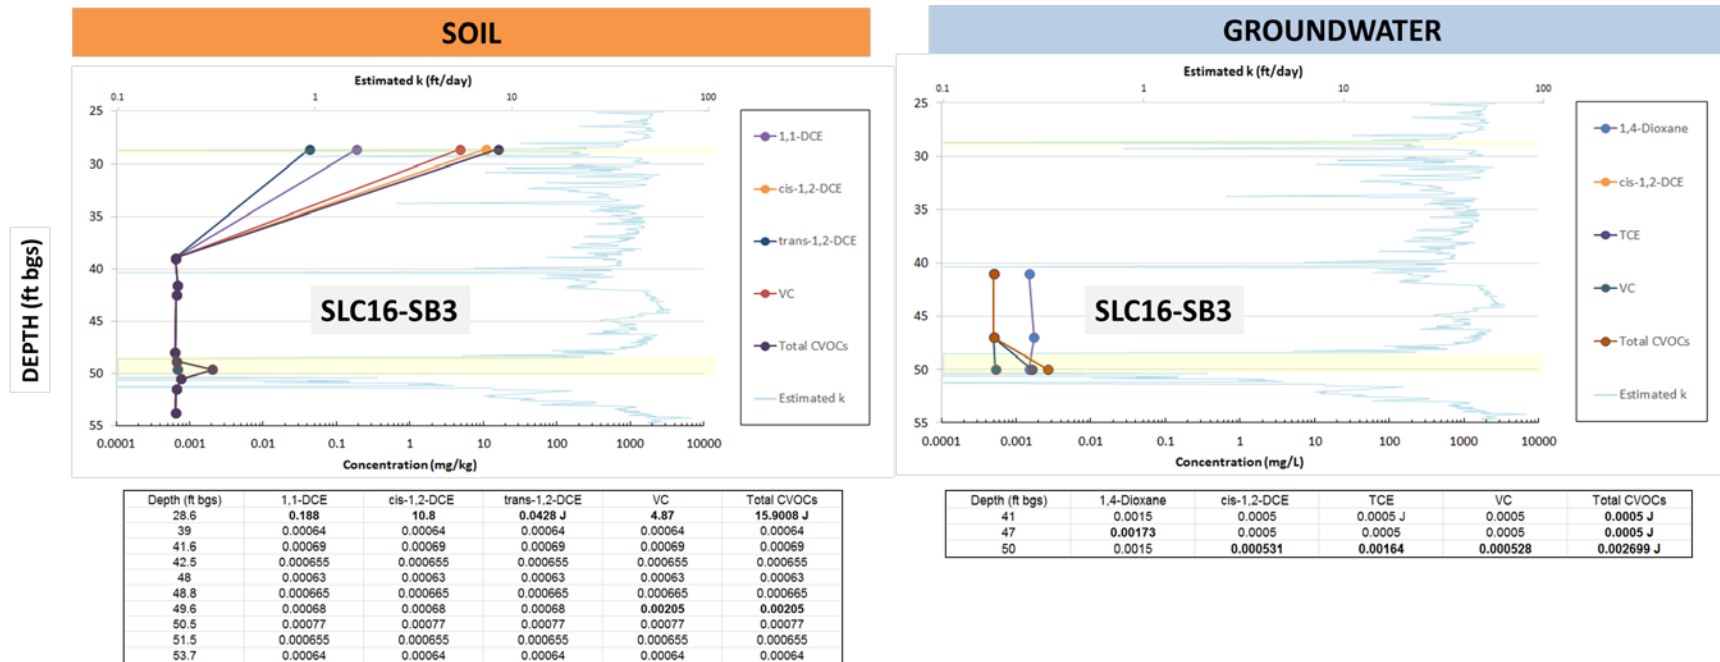 SOIL
Estimated k (ft/day)
0.1 1 10 100
25
30
35
40
45
50
55
DEPTH (ft bgs)
SLC16-SB3
0.0001 0.001 0.01 0.1 1 10 100 1000 10000
Concentration (mg/kg)
1,1-DCE
cis-1,2-DCE
trans-1,2-DCE
VC
Total CVOCs
Estimated k
Depth (ft bgs) 1,1-DCE cis-1,2-DCE trans-1,2-DCE VC Total CVOCs
28.6 0.188 10.8 0.0428 J 4.87 15.9008 J
39 0.00064 0.00064 0.00064 0.00064 0.00064
41.6 0.00069 0.00069 0.00069 0.00069 0.00069
42.5 0.000655 0.000655 0.000655 0.000655 0.000655
48 0.00063 0.00063 0.00063 0.00063 0.00063
48.8 0.000665 0.000665 0.000665 0.000665 0.000665
49.6 0.00068 0.00068 0.00068 0.00205 0.00205
50.5 0.00077 0.00077 0.00077 0.00077 0.00077
51.5 0.000655 0.000655 0.000655 0.000655 0.000655
53.7 0.00064 0.00064 0.00064 0.00064 0.00064
GROUNDWATER
Estimated k (ft/day)
0.1 1 10 100
25
30
35
40
45
50
55
SLC16-SB3
0.0001 0.001 0.01 0.1 1 10 100 1000 10000
Concentration (mg/L)
1,4-Dioxane
cis-1,2-DCE
TCE
VC
Total CVOCs
Estimated k
Depth (ft bgs) 1,4-Dioxane cis-1,2-DCE TCE VC Total CVOCs
41 0.0015 0.0005 0.0005 J 0.0005 0.0005 J
47 0.00173 0.0005 0.0005 0.0005 0.0005 J
50 0.0015 0.000531 0.00164 0.000528 0.002699 J